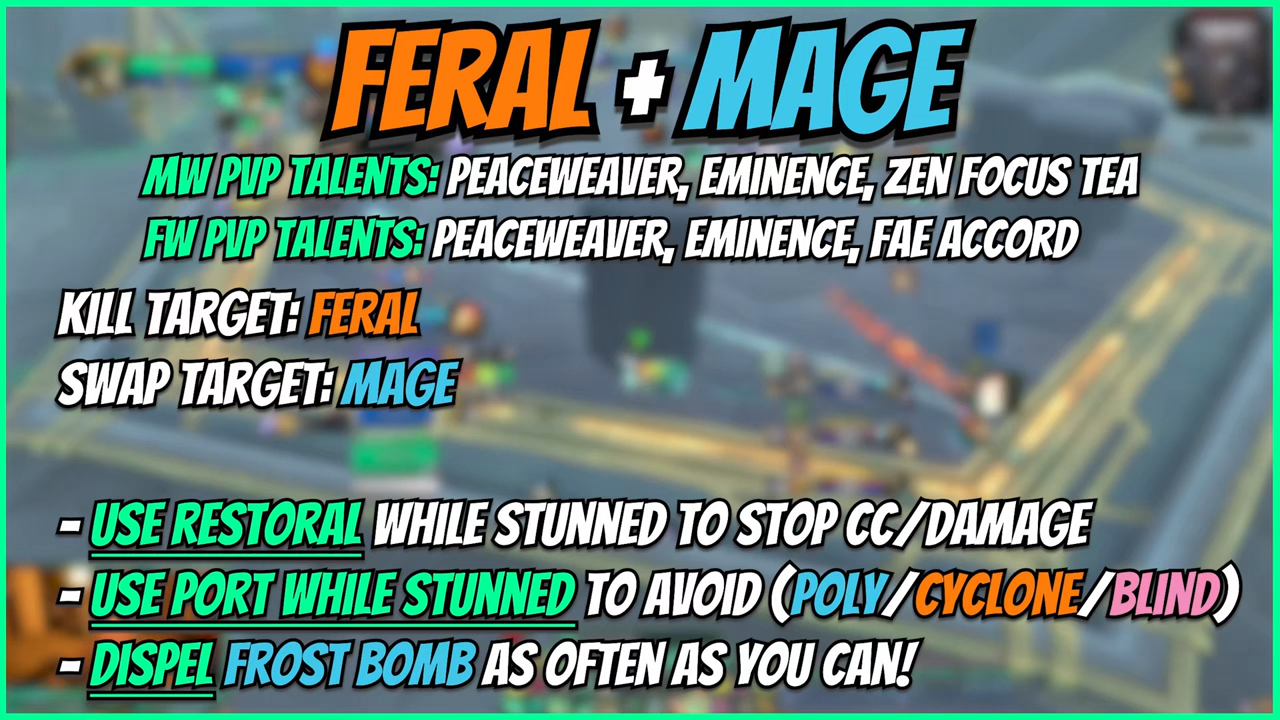 FERAL + MAGE
MW PVP TALENTS: PEACEWEAVER, EMINENCE, ZEN FOCUS TEA
FW PVP TALENTS: PEACEWEAVER, EMINENCE, FAE ACCORD
KILL TARGET: FERAL
SWAP TARGET: MAGE
- USE RESTORAL WHILE STUNNED TO STOP CC/DAMAGE
- USE PORT WHILE STUNNED TO AVOID (POLY/CYCLONE/BLIND)
- DISPEL FROST BOMB AS OFTEN AS YOU CAN!